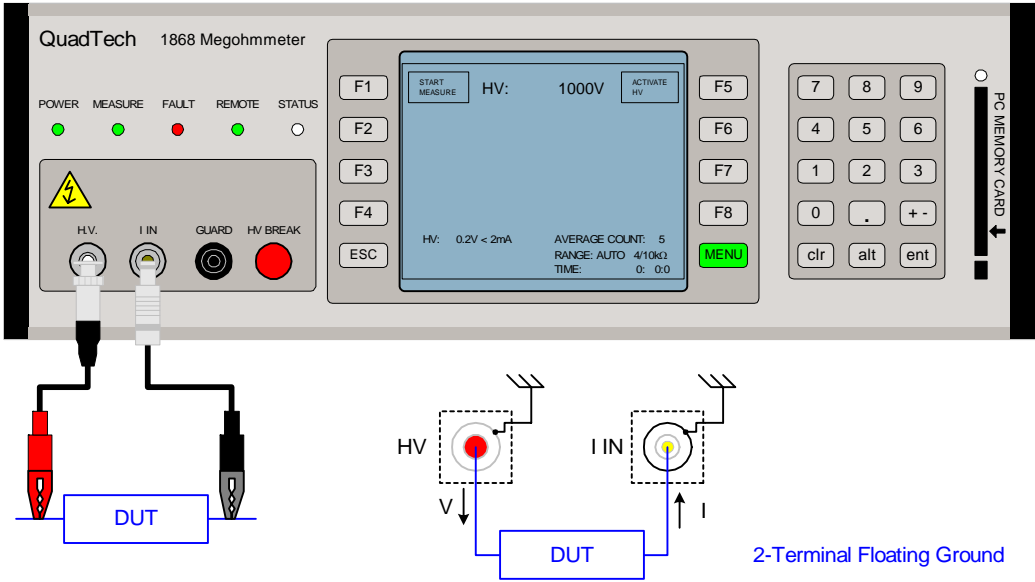 QuadTech 1868 Megohmmeter
POWER MEASURE FAULT REMOTE STATUS
H.V. I IN GUARD HV BREAK
F1
F2
F3
F4
ESC
START
MEASURE
HV: 1000V
ACTIVATE
HV
HV: 0.2V < 2mA
AVERAGE COUNT: 5
RANGE: AUTO 4/10kΩ
TIME: 0: 0:0
F5
F6
F7
F8
MENU
7 8 9
4 5 6
1 2 3
0 . + -
clr alt ent
PC MEMORY CARD
DUT
HV
I IN
V
I
DUT
2-Terminal Floating Ground